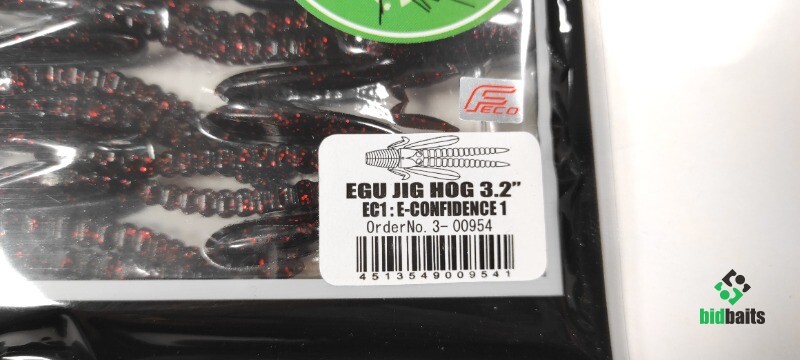 FECO
EGU JIG HOG 3.2”
EC1 : E-CONFIDENCE 1
OrderNo. 3- 00954
4513549009541
bidbaits